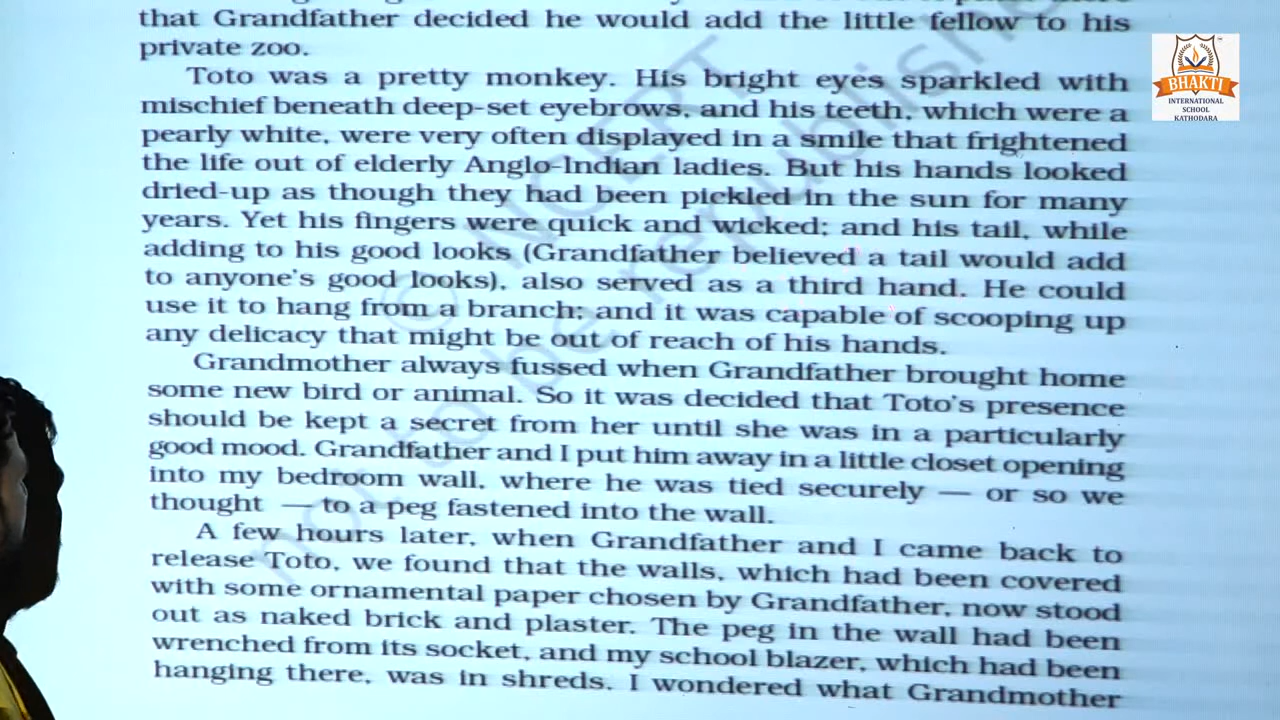 that Grandfather decided he would add the little fellow to his
private zoo.
Toto was a pretty monkey. His bright eyes sparkled with
mischief beneath deep-set eyebrows, and his teeth, which were a
pearly white, were very often displayed in a smile that frightened
the life out of elderly Anglo-Indian ladies. But his hands looked
dried-up as though they had been pickled in the sun for many
years. Yet his fingers were quick and wicked; and his tail, while
adding to his good looks (Grandfather believed a tail would add
to anyone's good looks), also served as a third hand. He could
use it to hang from a branch; and it was capable of scooping up
any delicacy that might be out of reach of his hands.
Grandmother always fussed when Grandfather brought home
some new bird or animal. So it was decided that Toto's presence
should be kept a secret from her until she was in a particularly
good mood. Grandfather and I put him away in a little closet opening
into my bedroom wall, where he was tied securely — or so we
thought — to a peg fastened into the wall.
A few hours later, when Grandfather and I came back to
release Toto, we found that the walls, which had been covered
with some ornamental paper chosen by Grandfather, now stood
out as naked brick and plaster. The peg in the wall had been
wrenched from its socket, and my school blazer, which had been
hanging there, was in shreds. I wondered what Grandmother
© NCERT
not to be republished
BHAKTI
INTERNATIONAL
SCHOOL
KATHODARA